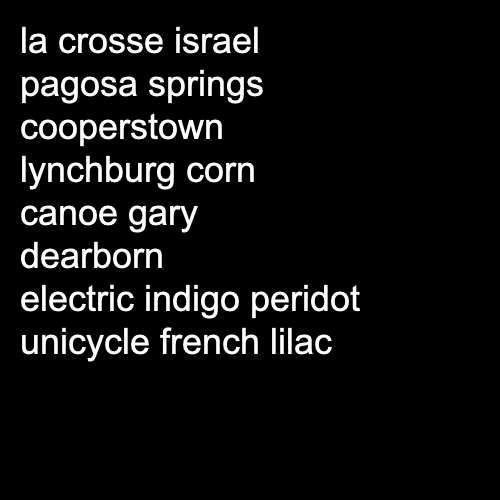 la crosse israel
pagosa springs
cooperstown
lynchburg corn
canoe gary
dearborn
electric indigo peridot
unicycle french lilac